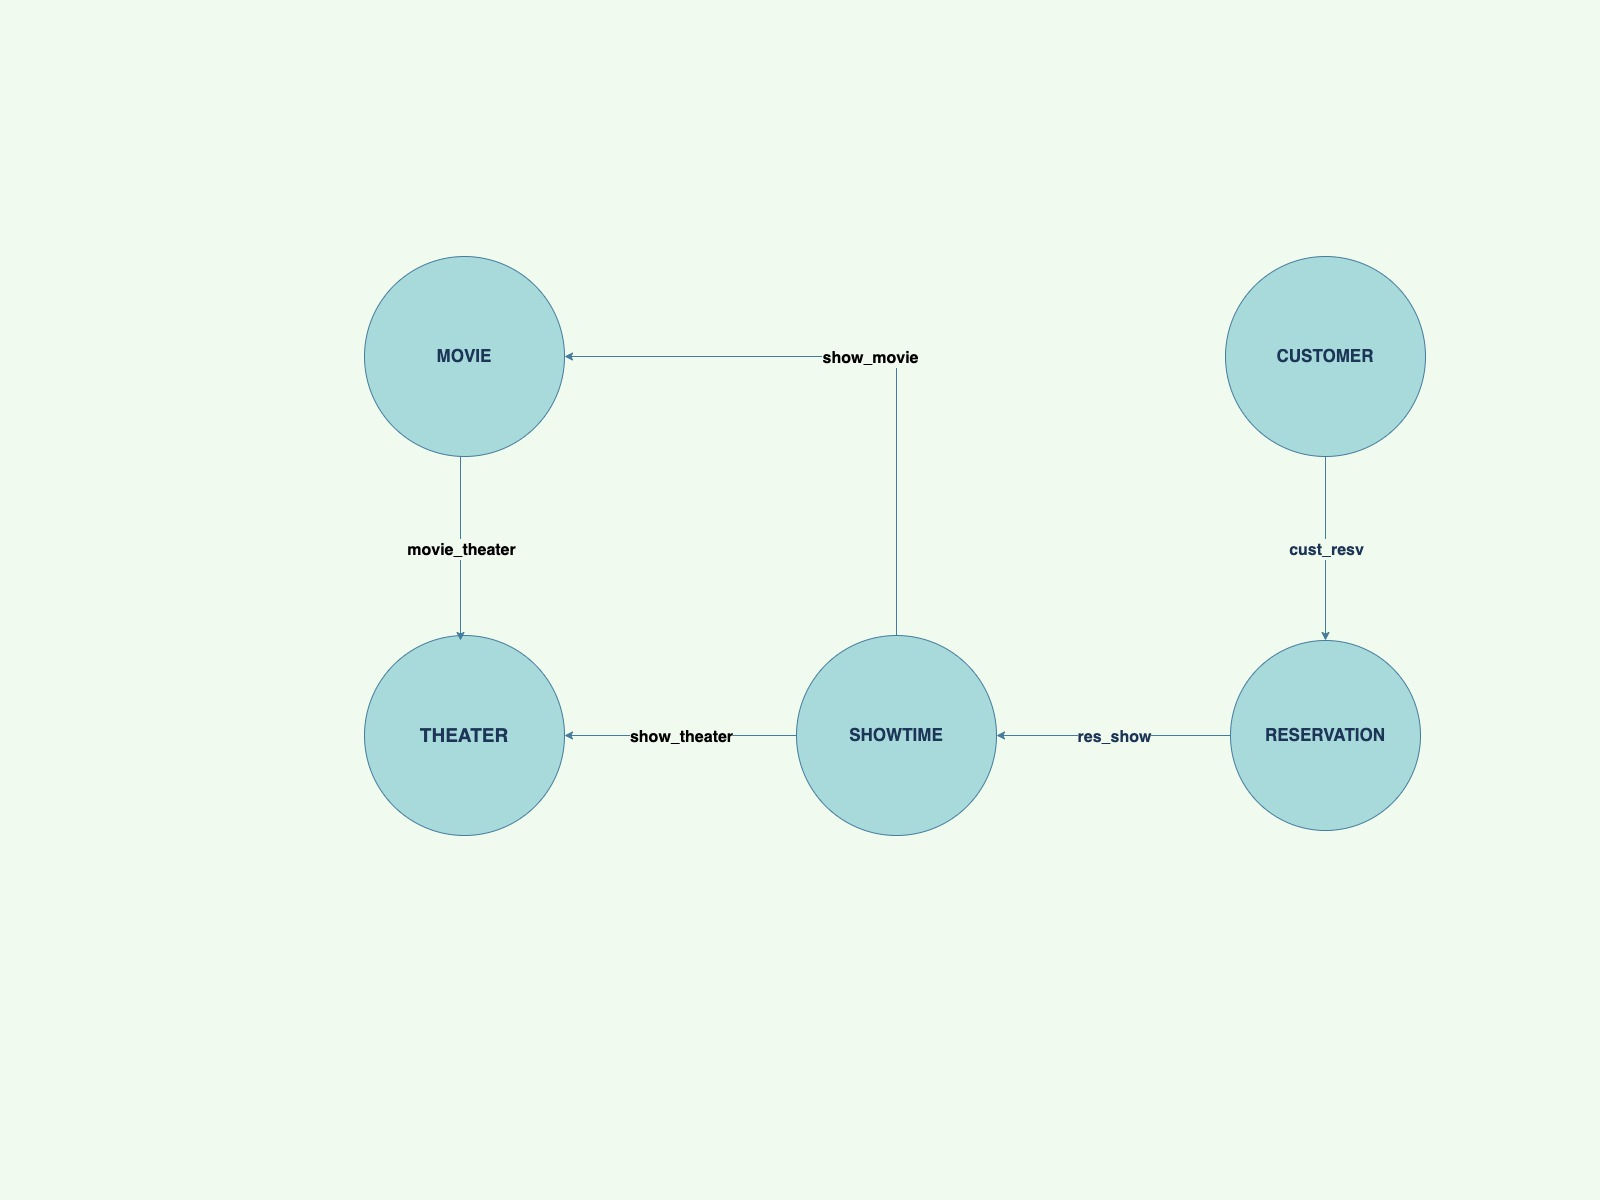 MOVIE
show_movie
CUSTOMER
movie_theater
cust_resv
THEATER
show_theater
SHOWTIME
res_show
RESERVATION